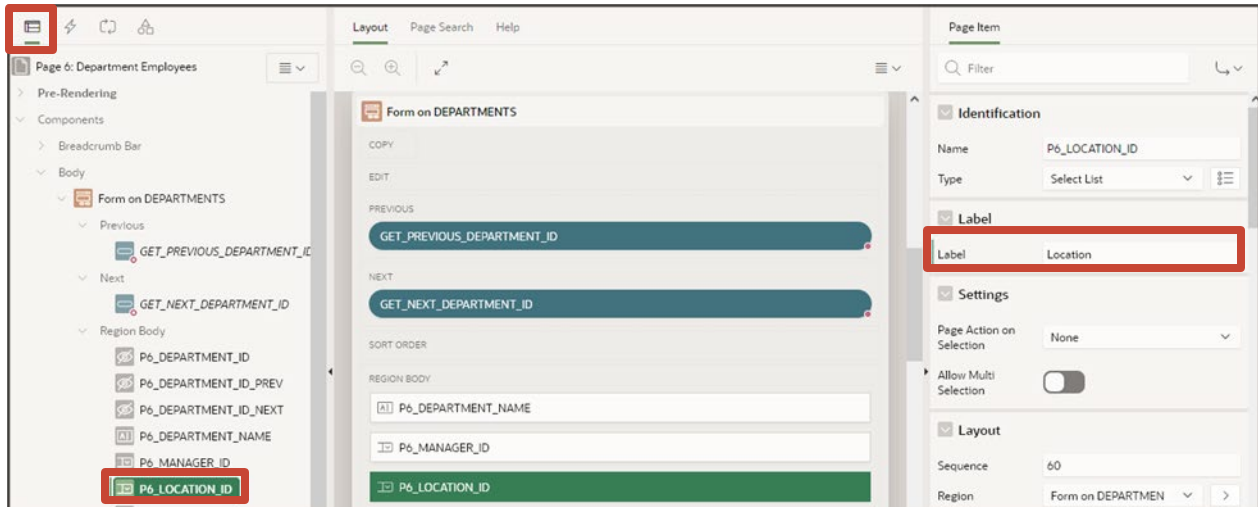 Page 6: Department Employees
Pre-Rendering
Components
Breadcrumb Bar
Body
Form on DEPARTMENTS
Previous
GET_PREVIOUS_DEPARTMENT_ID
Next
GET_NEXT_DEPARTMENT_ID
Region Body
P6_DEPARTMENT_ID
P6_DEPARTMENT_ID_PREV
P6_DEPARTMENT_ID_NEXT
P6_DEPARTMENT_NAME
P6_MANAGER_ID
P6_LOCATION_ID
Layout Page Search Help
Form on DEPARTMENTS
COPY
EDIT
PREVIOUS
GET_PREVIOUS_DEPARTMENT_ID
NEXT
GET_NEXT_DEPARTMENT_ID
SORT ORDER
REGION BODY
P6_DEPARTMENT_NAME
P6_MANAGER_ID
P6_LOCATION_ID
Page Item
Filter
Identification
Name P6_LOCATION_ID
Type Select List
Label
Label Location
Settings
Page Action on
Selection None
Allow Multi
Selection
Layout
Sequence 60
Region Form on DEPARTMEN